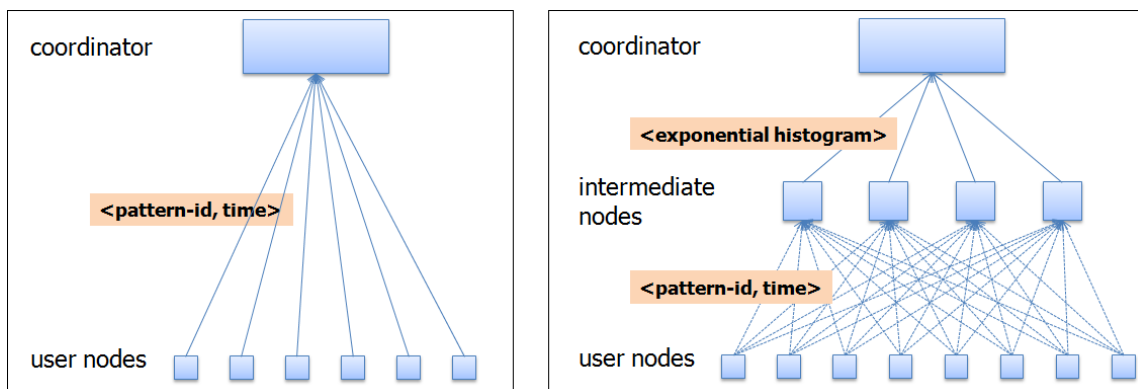 coordinator
<pattern-id, time>
user nodes
coordinator
<exponential histogram>
intermediate
nodes
<pattern-id, time>
user nodes